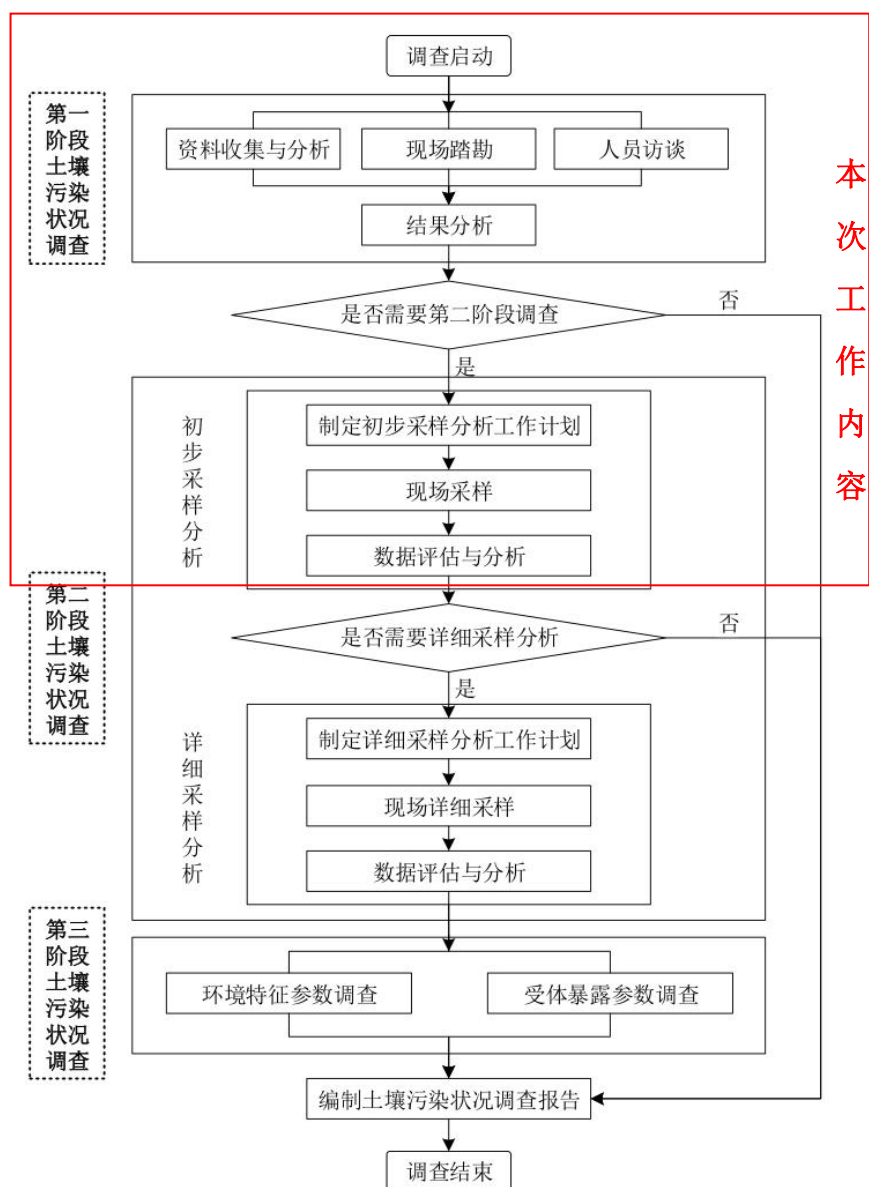 调查启动
第一
阶段
土壤
污染
状况
调查
资料收集与分析
现场踏勘
人员访谈
结果分析
是否需要第二阶段调查
否
是
本
次
工
作
内
容
初
步
采
样
分
析
制定初步采样分析工作计划
现场采样
数据评估与分析
第二
阶段
土壤
污染
状况
调查
是否需要详细采样分析
否
是
详
细
采
样
分
析
制定详细采样分析工作计划
现场详细采样
数据评估与分析
第三
阶段
土壤
污染
状况
调查
环境特征参数调查
受体暴露参数调查
编制土壤污染状况调查报告
调查结束